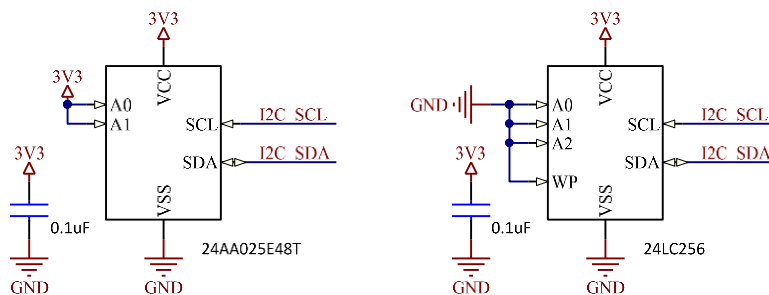 3V3
3V3
VCC
A0
A1
SCL
I2C_SCL
SDA
I2C_SDA
VSS
3V3
0.1uF
GND
GND
24AA025E48T
3V3
VCC
GND
A0
A1
A2
WP
SCL
I2C_SCL
SDA
I2C_SDA
VSS
3V3
0.1uF
GND
GND
24LC256